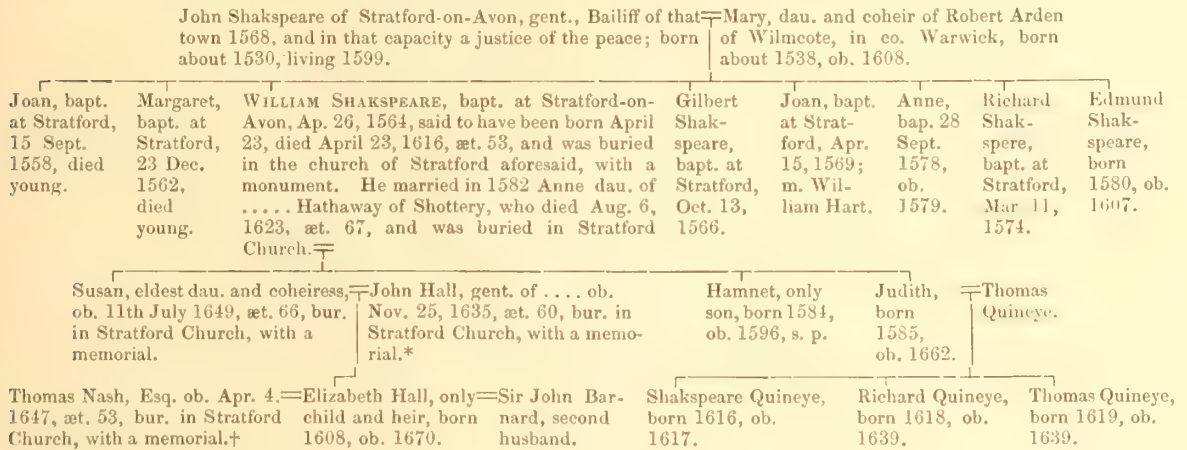 John Shakspeare of Stratford-on-Avon, gent., Bailiff of that
town 1568, and in that capacity a justice of the peace; born
about 1530, living 1599.
Mary, dau. and coheir of Robert Arden
of Wilmcote, in co. Warwick, born
about 1538, ob. 1608.
Joan, bapt.
at Stratford,
15 Sept.
1558, died
young.
Margaret,
bapt. at
Stratford,
23 Dec.
1562,
died
young.
WILLIAM SHAKSPEARE, bapt. at Stratford-on-
Avon, Ap. 26, 1564, said to have been born April
23, died April 23, 1616, æt. 53, and was buried
in the church of Stratford aforesaid, with a
monument. He married in 1582 Anne dau. of
..... Hathaway of Shottery, who died Aug. 6,
1623, æt. 67, and was buried in Stratford
Church.
Gilbert
Shak-
speare,
bapt. at
Stratford,
Oct. 13,
1566.
Joan, bapt.
at Strat-
ford, Apr.
15, 1569;
m. Wil-
liam Hart.
Anne,
bap. 28
Sept.
1578,
ob.
1579.
Richard
Shak-
spere,
bapt. at
Stratford,
Mar 11,
1574.
Edmund
Shak-
speare,
born
1580, ob.
1607.
Susan, eldest dau. and coheiress,
ob. 11th July 1649, æt. 66, bur.
in Stratford Church, with a
memorial.
John Hall, gent. of .... ob.
Nov. 25, 1635, æt. 60, bur. in
Stratford Church, with a memo-
rial.*
Hamnet, only
son, born 1584,
ob. 1596, s. p.
Judith,
born
1585,
ob. 1662.
Thomas
Quineye.
Thomas Nash, Esq. ob. Apr. 4.
1647, æt. 53, bur. in Stratford
Church, with a memorial.†
Elizabeth Hall, only
child and heir, born
1608, ob. 1670.
Sir John Bar-
nard, second
husband.
Shakspeare Quineye,
born 1616, ob.
1617.
Richard Quineye,
born 1618, ob.
1639.
Thomas Quineye,
born 1619, ob.
1639.